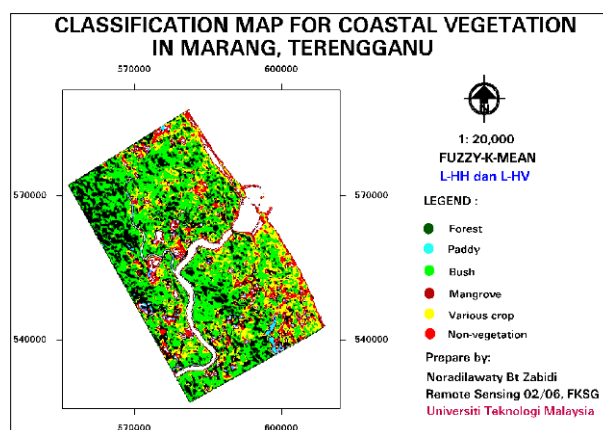 CLASSIFICATION MAP FOR COASTAL VEGETATION
IN MARANG, TERENGGANU
570000 600000
N
1: 20,000
FUZZY-K-MEAN
L-HH dan L-HV
570000 570000
LEGEND :
Forest
Paddy
Bush
Mangrove
Various crop
Non-vegetation
540000 540000
Prepare by:
Noradilawaty Bt Zabidi
Remote Sensing 02/06, FKSG
Universiti Teknologi Malaysia
570000 600000